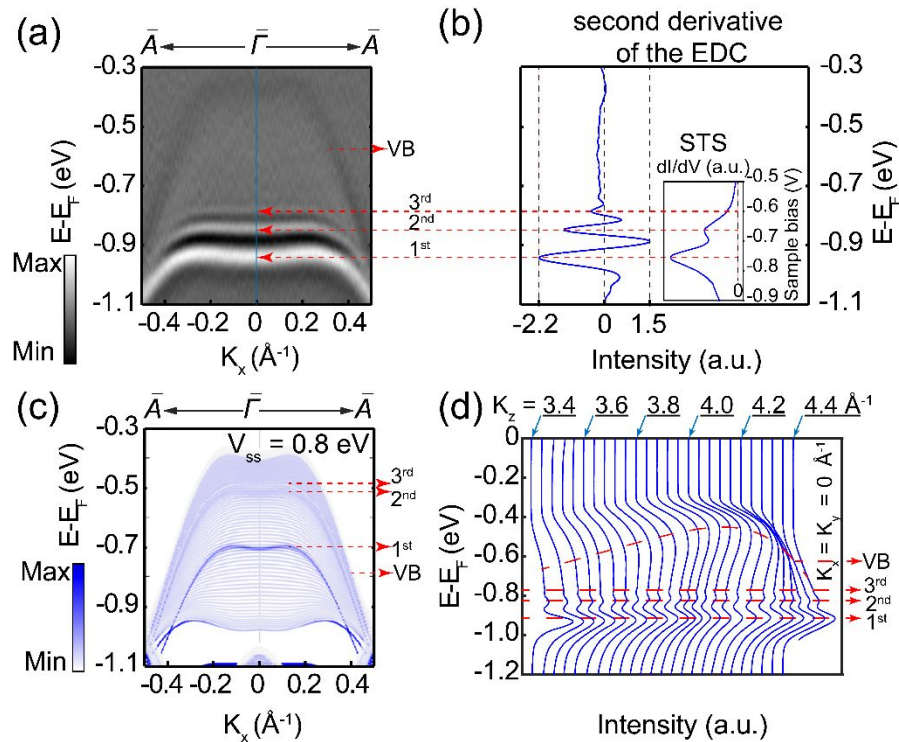 (a)
Ā Γ̄ Ā
-0.3
-0.5
-0.7
-0.9
-1.1
E-E_F (eV)
VB
3rd
2nd
1st
Max
Min
-0.4 -0.2 0 0.2 0.4
K_x (Å⁻¹)
(b)
second derivative
of the EDC
STS
dI/dV (a.u.)
-0.5
-0.6
-0.7
-0.8
-0.9
Sample bias (V)
0
-0.3
-0.5
-0.7
-0.9
-1.1
E-E_F (eV)
-2.2 0 1.5
Intensity (a.u.)
(c)
Ā Γ̄ Ā
V_ss = 0.8 eV
-0.3
-0.5
-0.7
-0.9
-1.1
E-E_F (eV)
3rd
2nd
1st
VB
Max
Min
-0.4 -0.2 0 0.2 0.4
K_x (Å⁻¹)
(d)
K_z = 3.4 3.6 3.8 4.0 4.2 4.4 Å⁻¹
0
-0.2
-0.4
-0.6
-0.8
-1.0
-1.2
E-E_F (eV)
K_x = K_y = 0 Å⁻¹
VB
3rd
2nd
1st
Intensity (a.u.)